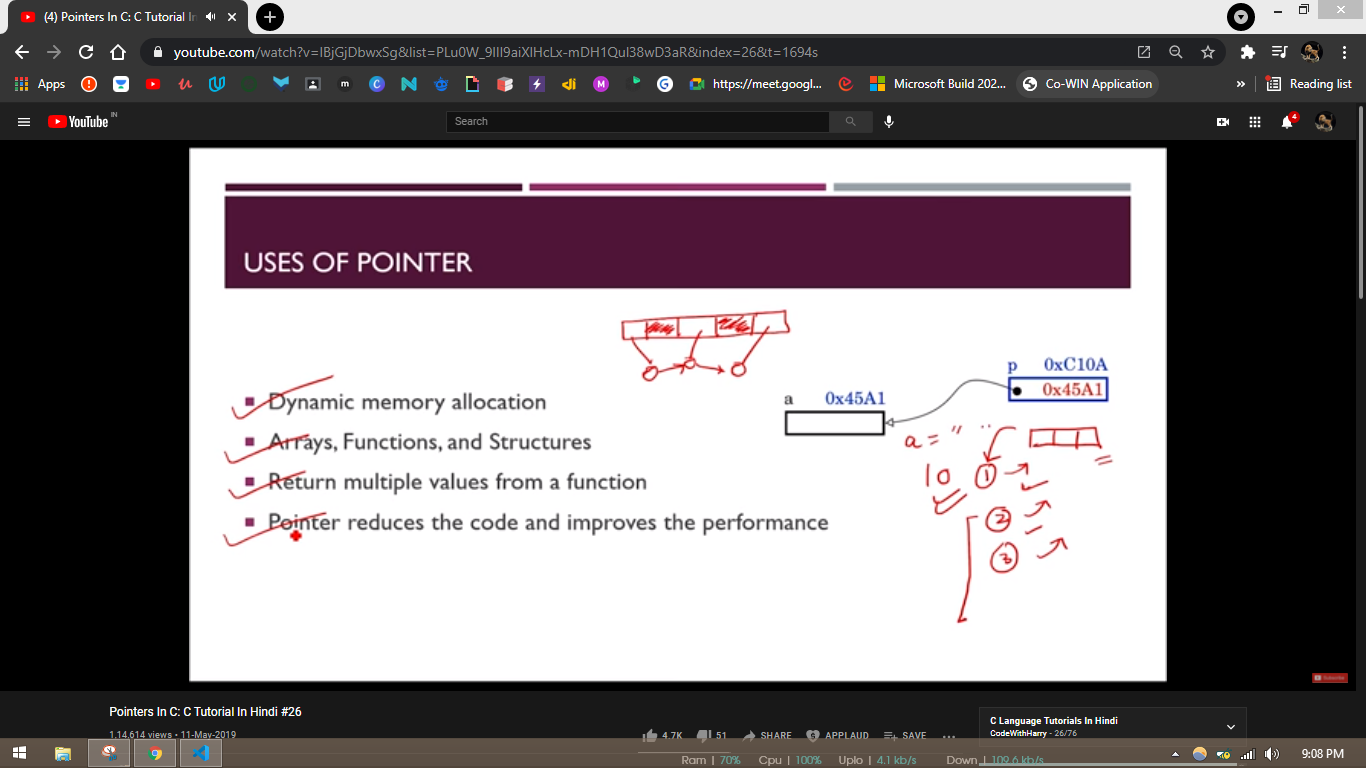 (4) Pointers In C: C Tutorial In
youtube.com/watch?v=IBjGjDbwxSg&list=PLu0W_9lII9aiXlHcLx-mDH1QuI38wD3aR&index=26&t=1694s
Apps
https://meet.googl...
Microsoft Build 202...
Co-WIN Application
»
Reading list
YouTube IN
Search
4
USES OF POINTER
p 0xC10A
0x45A1
a 0x45A1
Dynamic memory allocation
Arrays, Functions, and Structures
Return multiple values from a function
Pointer reduces the code and improves the performance
a = " "
10 1
2
3
Subscribe
Pointers In C: C Tutorial In Hindi #26
1,14,614 views • 11-May-2019
4.7K 51 SHARE APPLAUD SAVE ...
C Language Tutorials In Hindi
CodeWithHarry - 26/76
Ram | 70% Cpu | 100% Uplo | 4.1 kb/s Down | 109.6 kb/s
9:08 PM